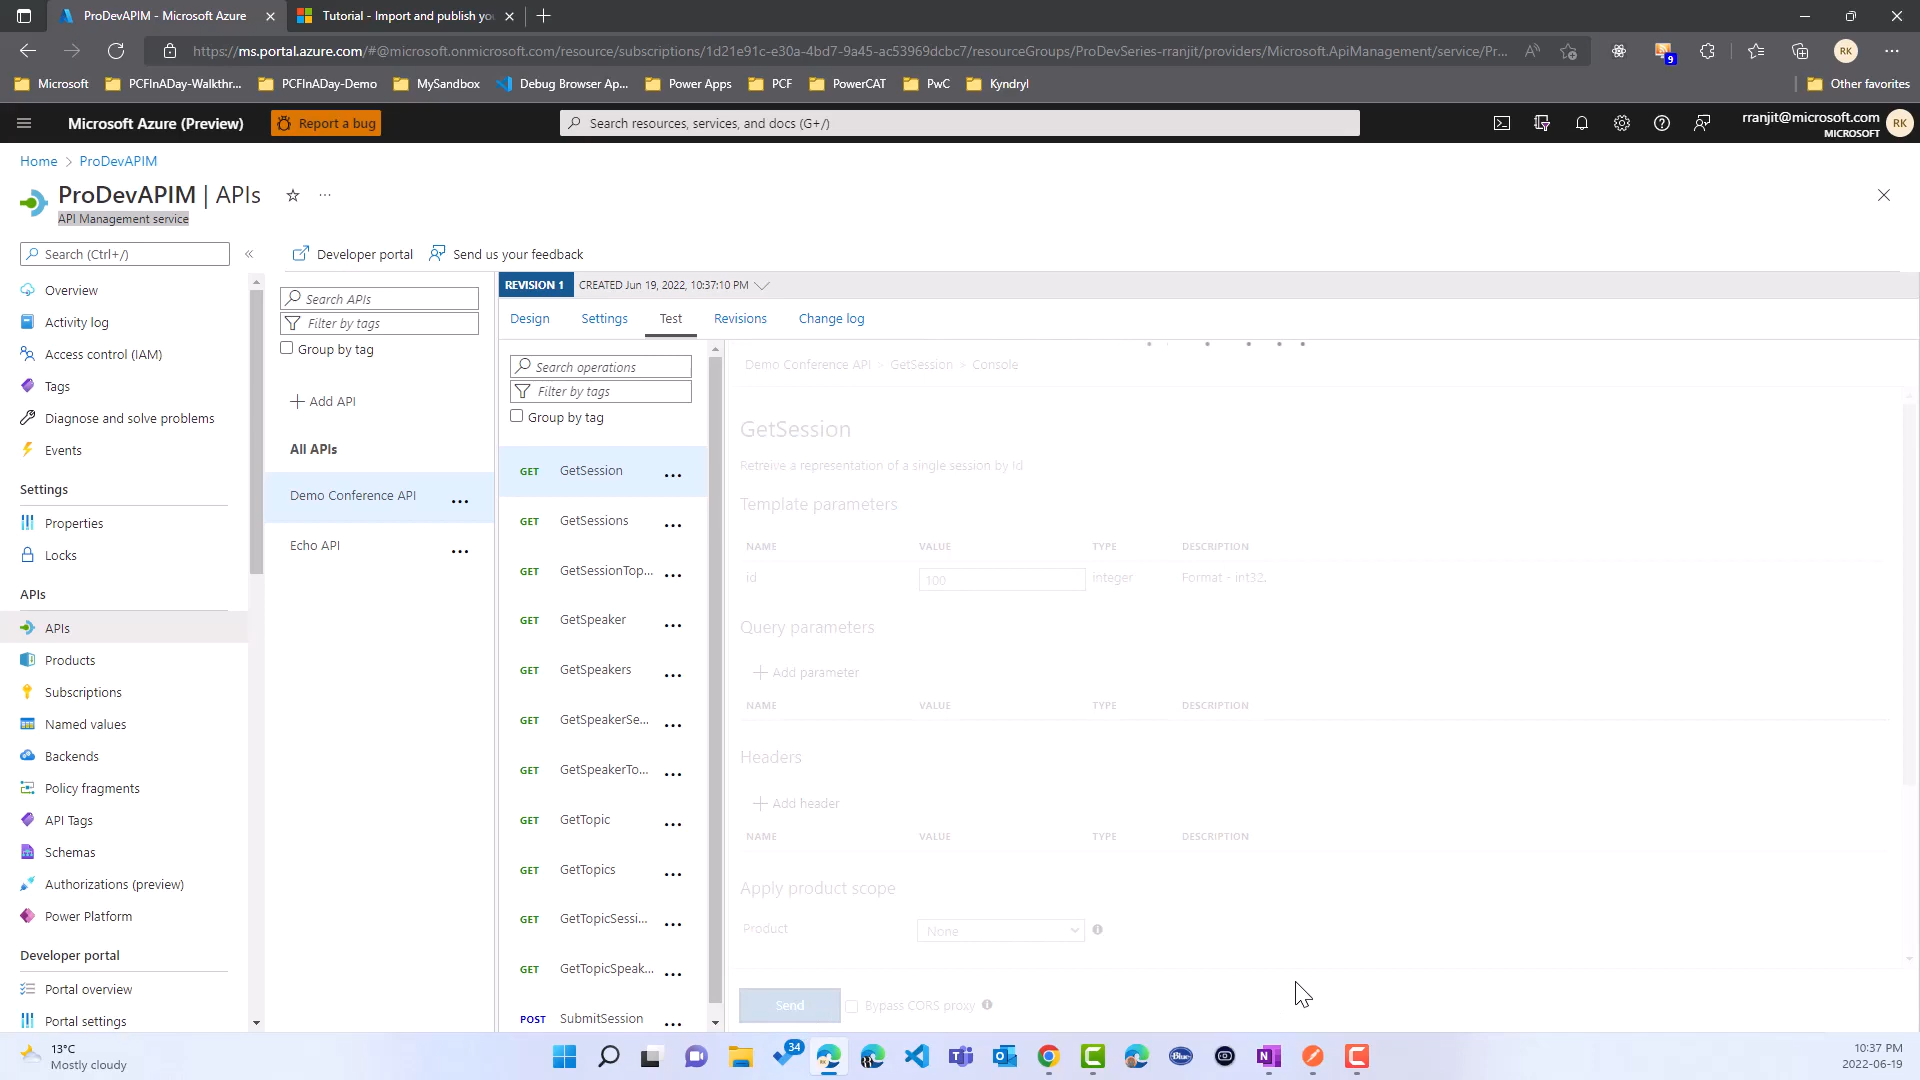 ProDevAPIM - Microsoft Azure
Tutorial - Import and publish yo
https://ms.portal.azure.com/#@microsoft.onmicrosoft.com/resource/subscriptions/1d21e91c-e30a-4bd7-9a45-ac53969dcbc7/resourceGroups/ProDevSeries-rranjit/providers/Microsoft.ApiManagement/service/Pr...
9
RK
Microsoft
PCFInADay-Walkthr...
PCFInADay-Demo
MySandbox
Debug Browser Ap...
Power Apps
PCF
PowerCAT
PwC
Kyndryl
Other favorites
Microsoft Azure (Preview)
Report a bug
Search resources, services, and docs (G+/)
rranjit@microsoft.com
MICROSOFT
RK
Home > ProDevAPIM
ProDevAPIM | APIs
API Management service
Search (Ctrl+/)
Overview
Activity log
Access control (IAM)
Tags
Diagnose and solve problems
Events
Settings
Properties
Locks
APIs
APIs
Products
Subscriptions
Named values
Backends
Policy fragments
API Tags
Schemas
Authorizations (preview)
Power Platform
Developer portal
Portal overview
Portal settings
Developer portal
Send us your feedback
Search APIs
Filter by tags
Group by tag
Add API
All APIs
Demo Conference API
Echo API
REVISION 1
CREATED Jun 19, 2022, 10:37:10 PM
Design
Settings
Test
Revisions
Change log
Search operations
Filter by tags
Group by tag
GET GetSession
GET GetSessions
GET GetSessionTop...
GET GetSpeaker
GET GetSpeakers
GET GetSpeakerSe...
GET GetSpeakerTo...
GET GetTopic
GET GetTopics
GET GetTopicSessi...
GET GetTopicSpeak...
POST SubmitSession
Demo Conference API > GetSession > Console
GetSession
Retreive a representation of a single session by Id
Template parameters
NAME VALUE TYPE DESCRIPTION
id 100 integer Format - int32.
Query parameters
Add parameter
NAME VALUE TYPE DESCRIPTION
Headers
Add header
NAME VALUE TYPE DESCRIPTION
Apply product scope
Product None
Send
Bypass CORS proxy
13°C
Mostly cloudy
34
Blue
10:37 PM
2022-06-19